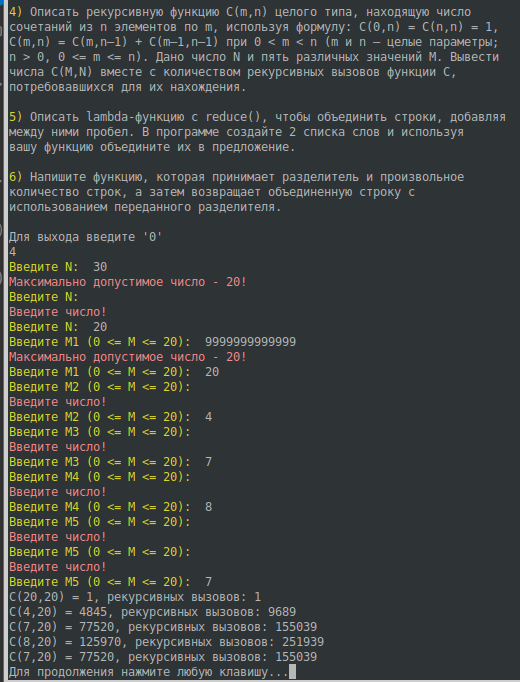 4) Описать рекурсивную функцию C(m,n) целого типа, находящую число
сочетаний из n элементов по m, используя формулу: C(0,n) = C(n,n) = 1,
C(m,n) = C(m,n–1) + C(m–1,n–1) при 0 < m < n (m и n — целые параметры;
n > 0, 0 <= m <= n). Дано число N и пять различных значений M. Вывести
числа C(M,N) вместе с количеством рекурсивных вызовов функции C,
потребовавшихся для их нахождения.
5) Описать lambda-функцию с reduce(), чтобы объединить строки, добавляя
между ними пробел. В программе создайте 2 списка слов и используя
вашу функцию объедините их в предложение.
6) Напишите функцию, которая принимает разделитель и произвольное
количество строк, а затем возвращает объединенную строку с
использованием переданного разделителя.
Для выхода введите '0'
4
Введите N:  30
Максимально допустимое число - 20!
Введите N:
Введите число!
Введите N:  20
Введите M1 (0 <= M <= 20):  9999999999999
Максимально допустимое число - 20!
Введите M1 (0 <= M <= 20):  20
Введите M2 (0 <= M <= 20):
Введите число!
Введите M2 (0 <= M <= 20):  4
Введите M3 (0 <= M <= 20):
Введите число!
Введите M3 (0 <= M <= 20):  7
Введите M4 (0 <= M <= 20):
Введите число!
Введите M4 (0 <= M <= 20):  8
Введите M5 (0 <= M <= 20):
Введите число!
Введите M5 (0 <= M <= 20):
Введите число!
Введите M5 (0 <= M <= 20):  7
C(20,20) = 1, рекурсивных вызовов: 1
C(4,20) = 4845, рекурсивных вызовов: 9689
C(7,20) = 77520, рекурсивных вызовов: 155039
C(8,20) = 125970, рекурсивных вызовов: 251939
C(7,20) = 77520, рекурсивных вызовов: 155039
Для продолжения нажмите любую клавишу...